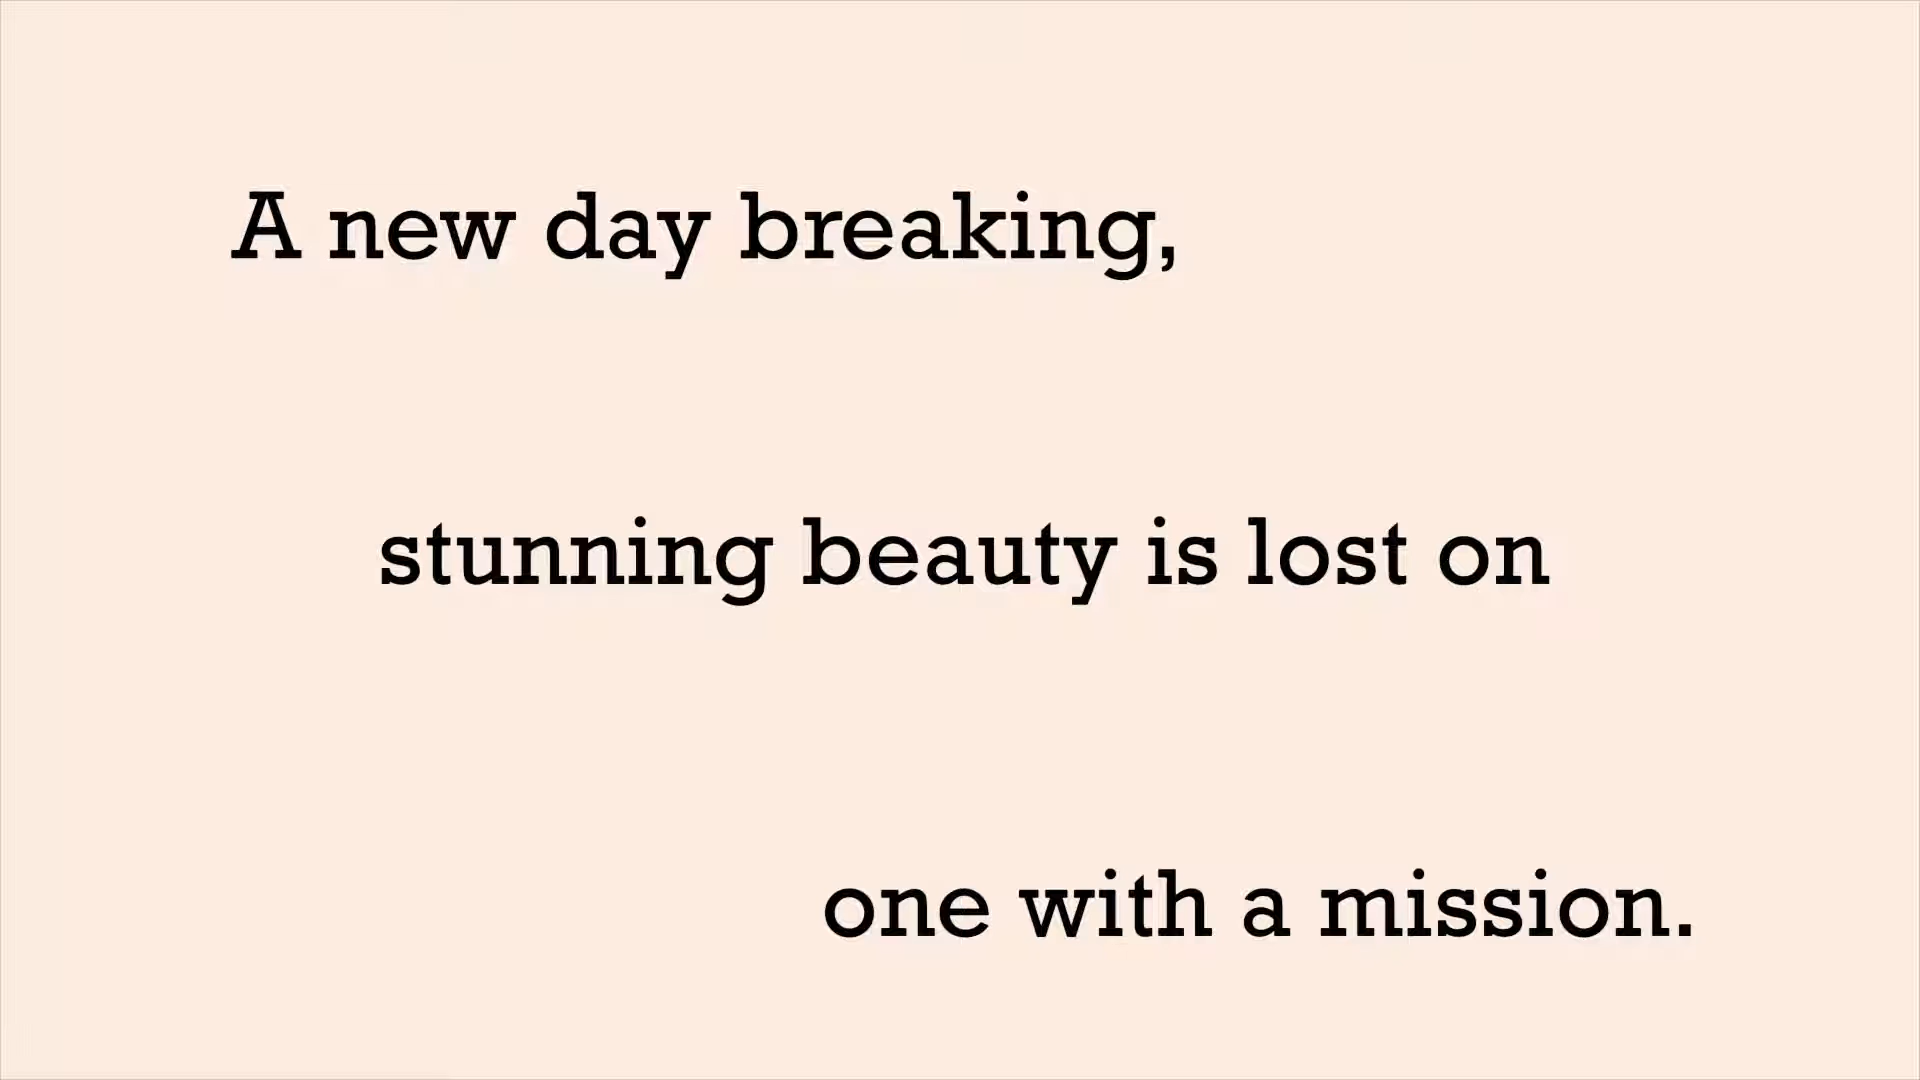 A new day breaking,
stunning beauty is lost on
one with a mission.